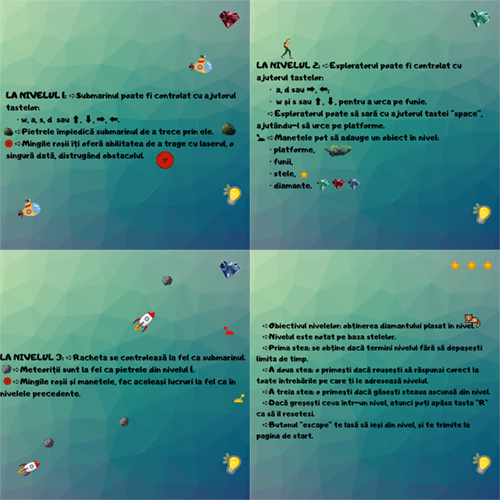 LA NIVELUL 1: Submarinul poate fi controlat cu ajutorul
tastelor:
· w, a, s, d sau ⬆, ⬇, ➡, ⬅.
Pietrele împiedică submarinul de a trece prin ele.
Mingile roșii îți oferă abilitatea de a trage cu laserul, o
singură dată, distrugând obstacolul.
LA NIVELUL 2: Exploratorul poate fi controlat cu
ajutorul tastelor:
· a, d sau ➡, ⬅;
· w și s sau ⬆, ⬇, pentru a urca pe funie.
Exploratorul poate să sară cu ajutorul tastei "space",
ajutându-l să urce pe platforme.
Manetele pot să adauge un obiect în nivel:
· platforme,
· funii,
· stele,
· diamante.
LA NIVELUL 3: Racheta se controlează la fel ca submarinul.
Meteoriții sunt la fel ca pietrele din nivelul 1.
Mingile roșii și manetele, fac aceleași lucruri la fel ca în
nivelele precedente.
Obiectivul nivelelor: obținerea diamantului plasat în nivel.
Nivelul este notat pe baza stelelor.
Prima stea: se obține dacă termini nivelul fără să depașești
limita de timp.
A doua stea: o primești dacă reușești să răspunzi corect la
toate întrebările pe care ți le adresează nivelul.
A treia stea: o primești dacă găsești steaua ascunsă din nivel.
Dacă greșești ceva într-un nivel, atunci poți apăsa tasta "R"
ca să îl resetezi.
Butonul "escape" te lasă să ieși din nivel, și te trimite la
pagina de start.